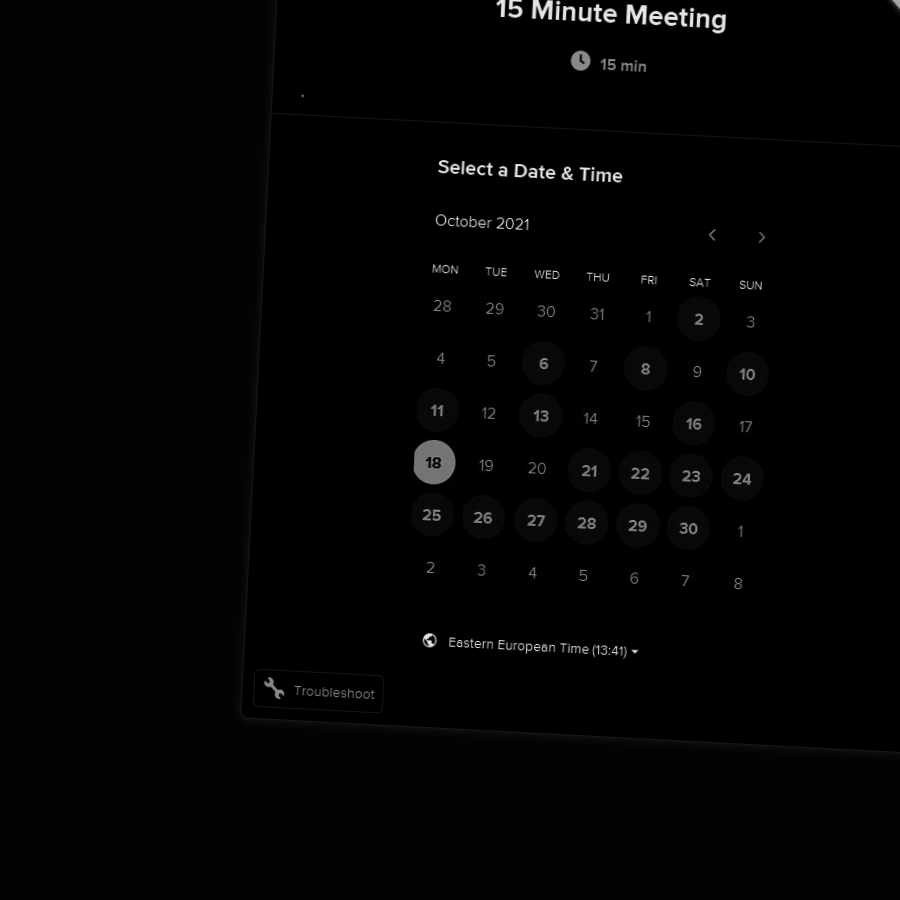 15 Minute Meeting
15 min
Select a Date & Time
October 2021
MON TUE WED THU FRI SAT SUN
28 29 30 31 1 2 3
4 5 6 7 8 9 10
11 12 13 14 15 16 17
18 19 20 21 22 23 24
25 26 27 28 29 30 1
2 3 4 5 6 7 8
Eastern European Time (13:41)
Troubleshoot